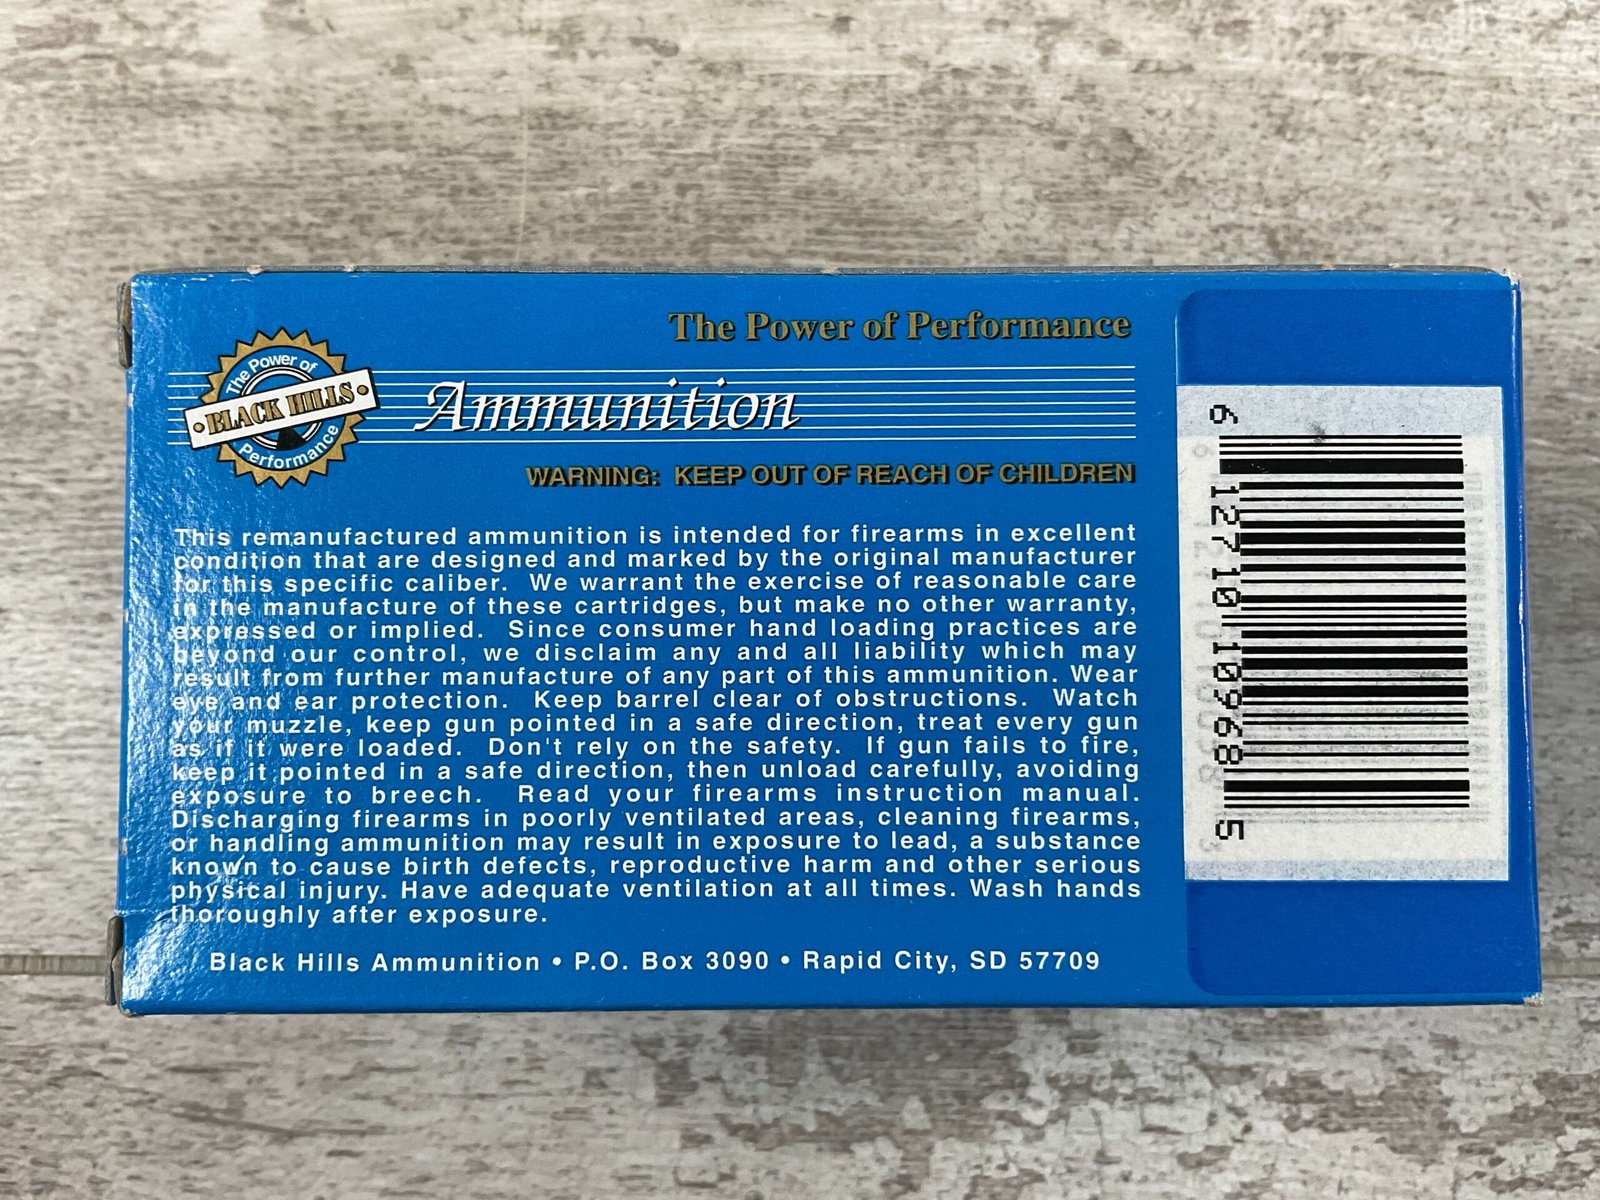 The Power of Performance
The Power of
BLACK HILLS
Performance
Ammunition
WARNING: KEEP OUT OF REACH OF CHILDREN
This remanufactured ammunition is intended for firearms in excellent
condition that are designed and marked by the original manufacturer
for this specific caliber. We warrant the exercise of reasonable care
in the manufacture of these cartridges, but make no other warranty,
expressed or implied. Since consumer hand loading practices are
beyond our control, we disclaim any and all liability which may
result from further manufacture of any part of this ammunition. Wear
eye and ear protection. Keep barrel clear of obstructions. Watch
your muzzle, keep gun pointed in a safe direction, treat every gun
as if it were loaded. Don't rely on the safety. If gun fails to fire,
keep it pointed in a safe direction, then unload carefully, avoiding
exposure to breech. Read your firearms instruction manual.
Discharging firearms in poorly ventilated areas, cleaning firearms,
or handling ammunition may result in exposure to lead, a substance
known to cause birth defects, reproductive harm and other serious
physical injury. Have adequate ventilation at all times. Wash hands
thoroughly after exposure.
Black Hills Ammunition • P.O. Box 3090 • Rapid City, SD 57709
6 12710 10968 5